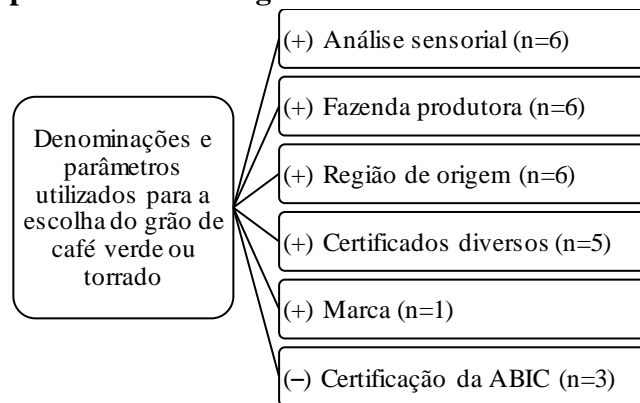 (+) Análise sensorial (n=6)
(+) Fazenda produtora (n=6)
Denominações e
parâmetros
utilizados para a
escolha do grão de
café verde ou
torrado
(+) Região de origem (n=6)
(+) Certificados diversos (n=5)
(+) Marca (n=1)
(−) Certificação da ABIC (n=3)